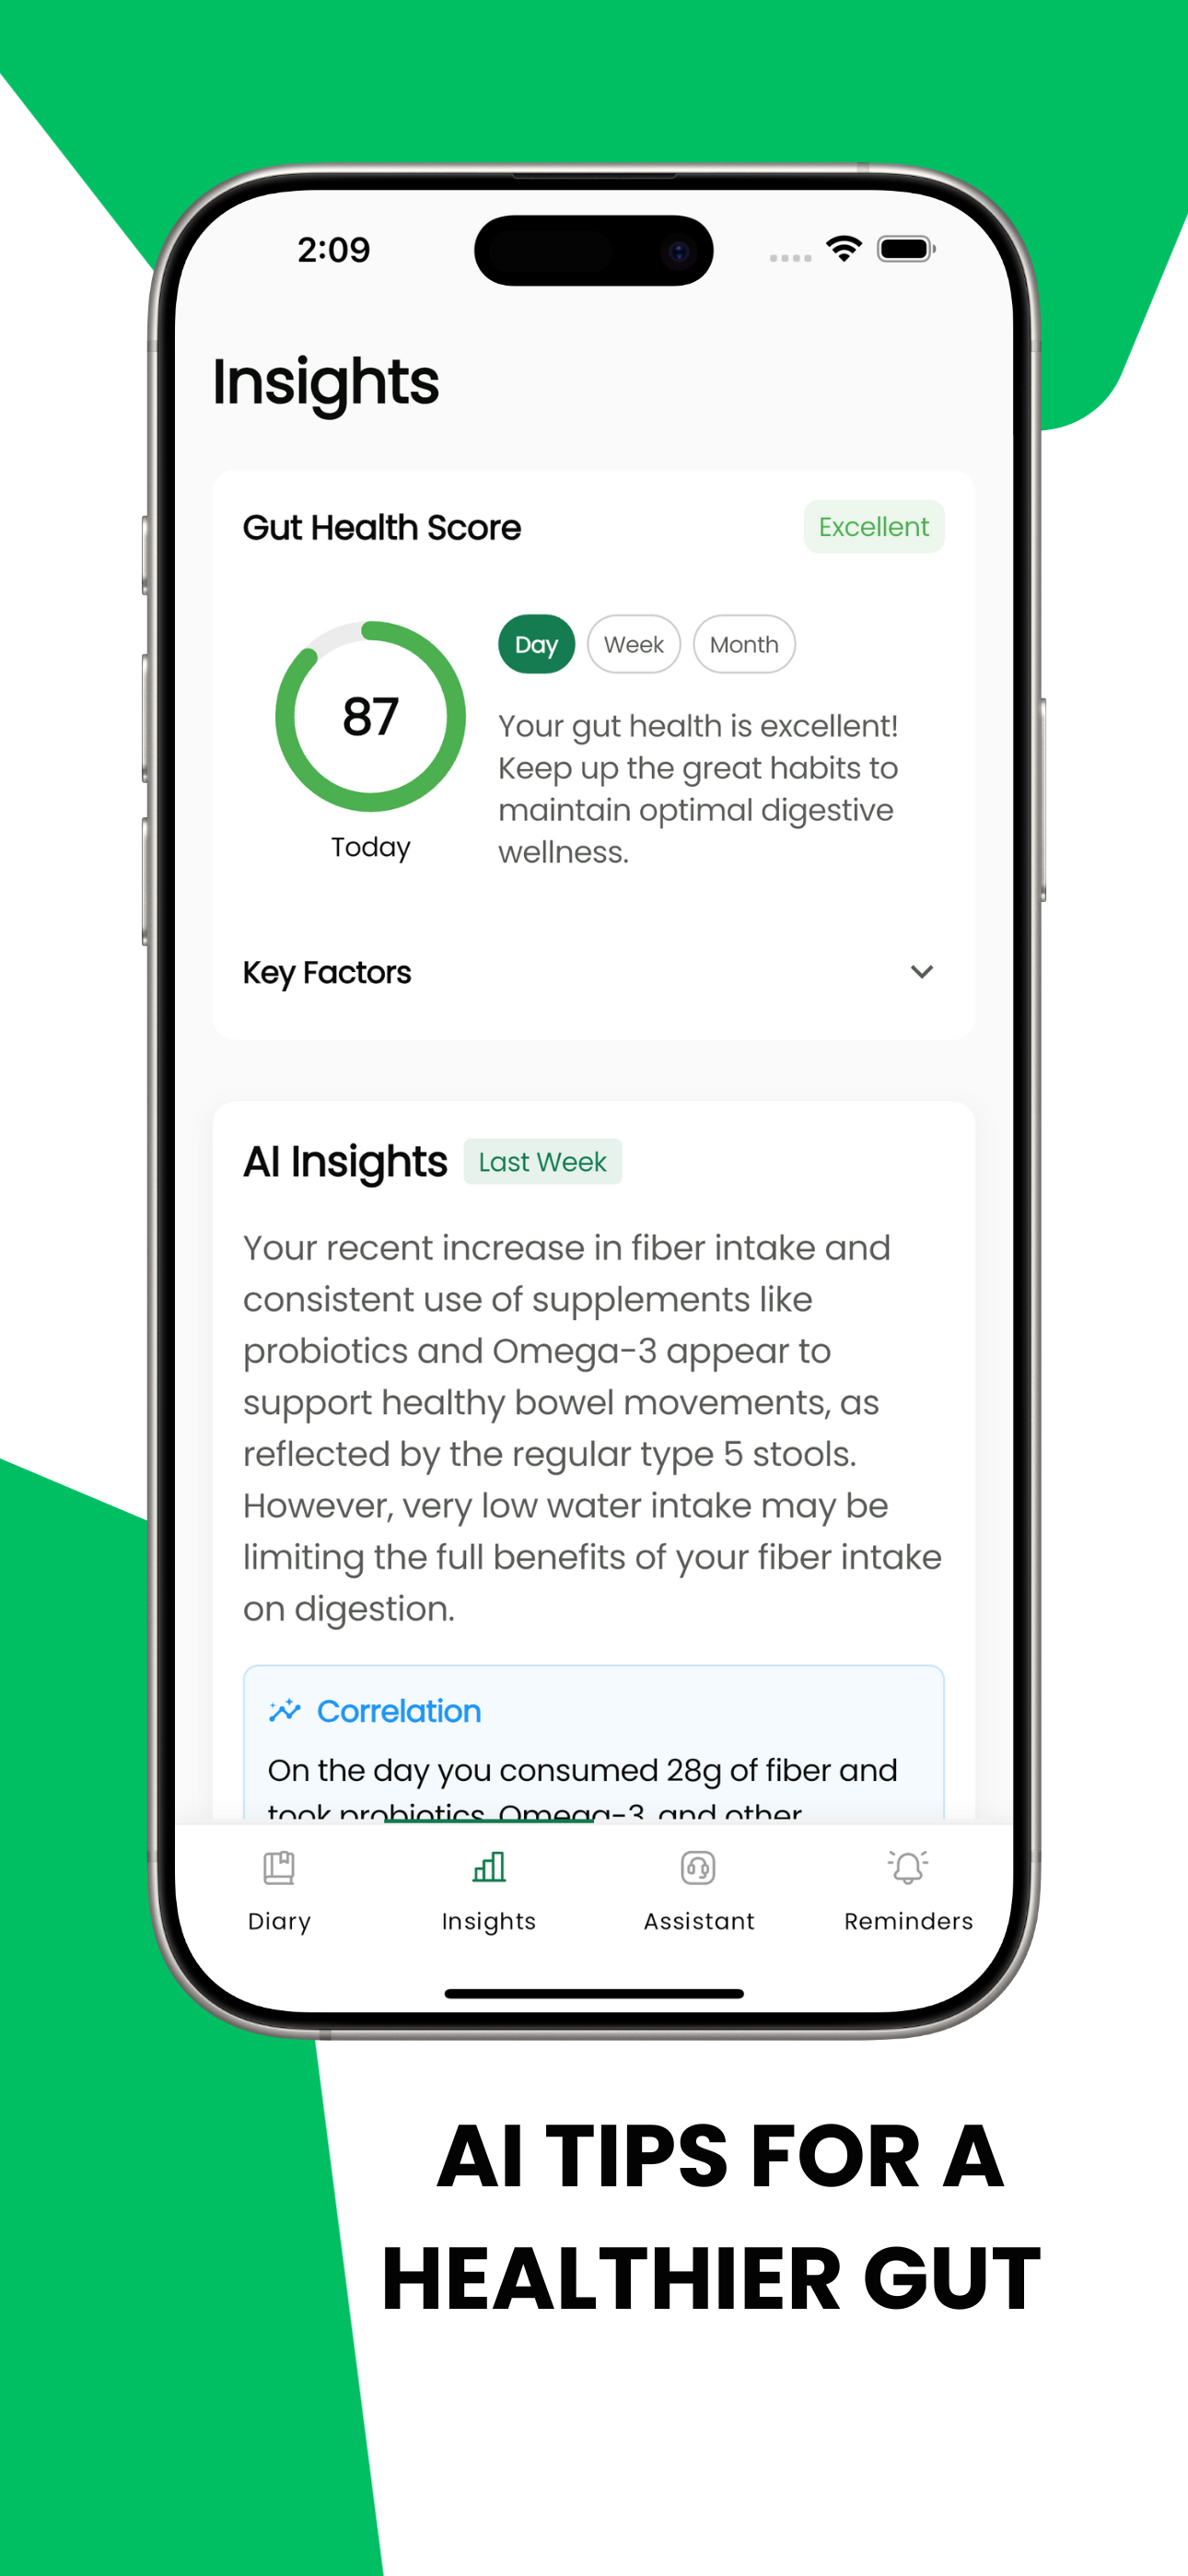 2:09
Insights
Gut Health Score
Excellent
87
Today
Day
Week
Month
Your gut health is excellent!
Keep up the great habits to
maintain optimal digestive
wellness.
Key Factors
AI Insights
Last Week
Your recent increase in fiber intake and
consistent use of supplements like
probiotics and Omega-3 appear to
support healthy bowel movements, as
reflected by the regular type 5 stools.
However, very low water intake may be
limiting the full benefits of your fiber intake
on digestion.
Correlation
On the day you consumed 28g of fiber and
took probiotics, Omega-3, and other
Diary
Insights
Assistant
Reminders
AI TIPS FOR A
HEALTHIER GUT